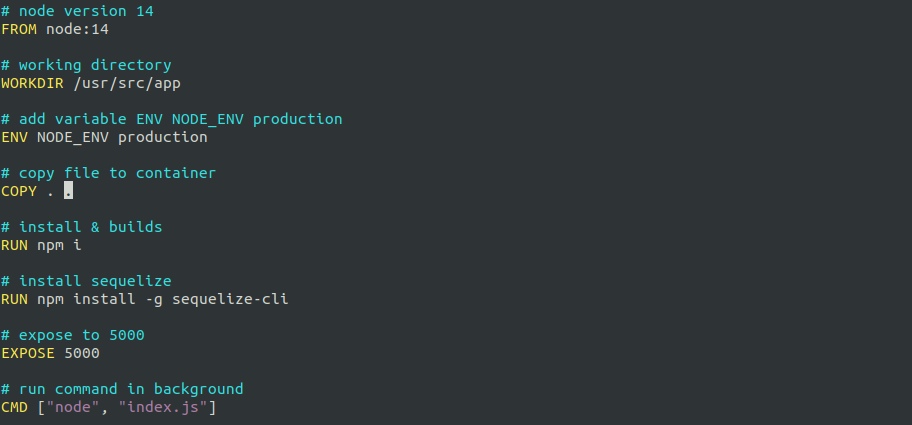 # node version 14
FROM node:14
# working directory
WORKDIR /usr/src/app
# add variable ENV NODE_ENV production
ENV NODE_ENV production
# copy file to container
COPY . .
# install & builds
RUN npm i
# install sequelize
RUN npm install -g sequelize-cli
# expose to 5000
EXPOSE 5000
# run command in background
CMD ["node", "index.js"]